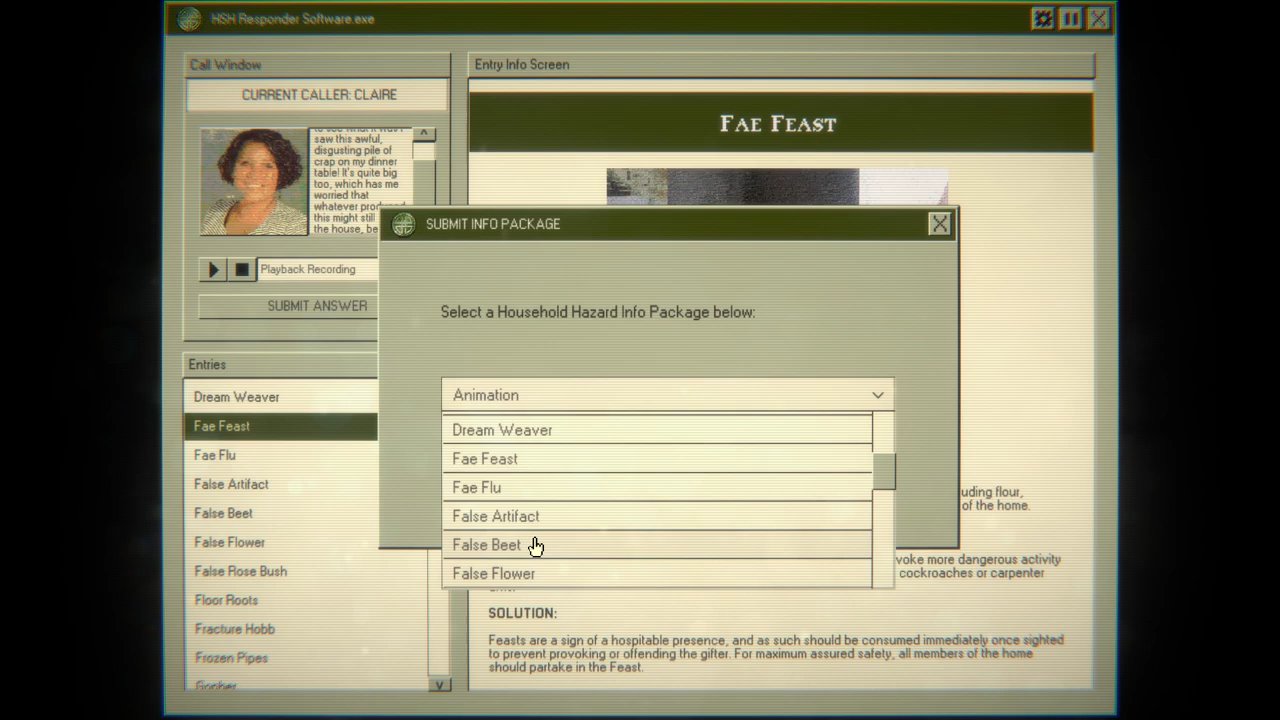 HSH Responder Software.exe
Call Window
CURRENT CALLER: CLAIRE
saw this awful,
disgusting pile of
crap on my dinner
table! It's quite big
too, which has me
worried that
whatever
this might still
the house, be
Playback Recording
SUBMIT ANSWER
Entries
Dream Weaver
Fae Feast
Fae Flu
False Artifact
False Beet
False Flower
False Rose Bush
Floor Roots
Fracture Hobb
Frozen Pipes
Entry Info Screen
FAE FEAST
SUBMIT INFO PACKAGE
Select a Household Hazard Info Package below:
Animation
Dream Weaver
Fae Feast
Fae Flu
False Artifact
False Beet
False Flower
uding flour,
of the home.
voke more dangerous activity
cockroaches or carpenter
SOLUTION:
Feasts are a sign of a hospitable presence, and as such should be consumed immediately once sighted
to prevent provoking or offending the gifter. For maximum assured safety, all members of the home
should partake in the Feast.